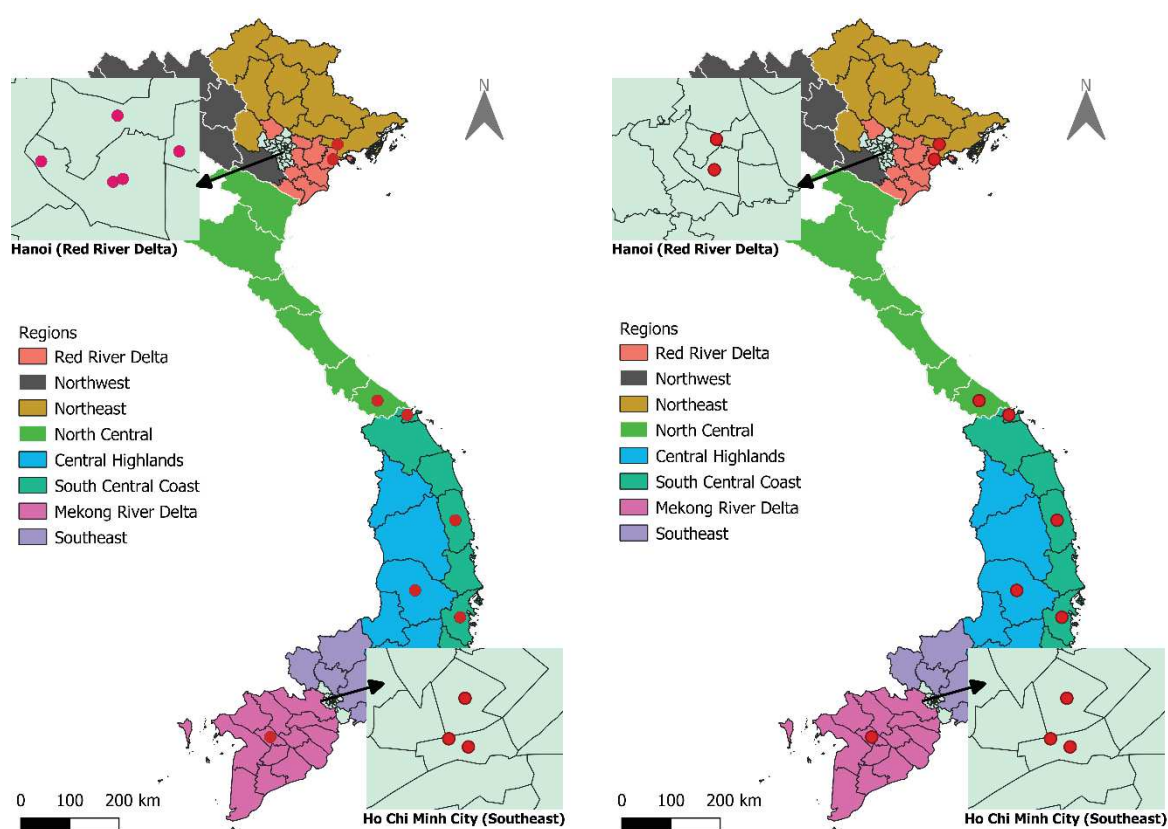 N
Hanoi (Red River Delta)
Regions
Red River Delta
Northwest
Northeast
North Central
Central Highlands
South Central Coast
Mekong River Delta
Southeast
0 100 200 km
Ho Chi Minh City (Southeast)
N
Hanoi (Red River Delta)
Regions
Red River Delta
Northwest
Northeast
North Central
Central Highlands
South Central Coast
Mekong River Delta
Southeast
0 100 200 km
Ho Chi Minh City (Southeast)